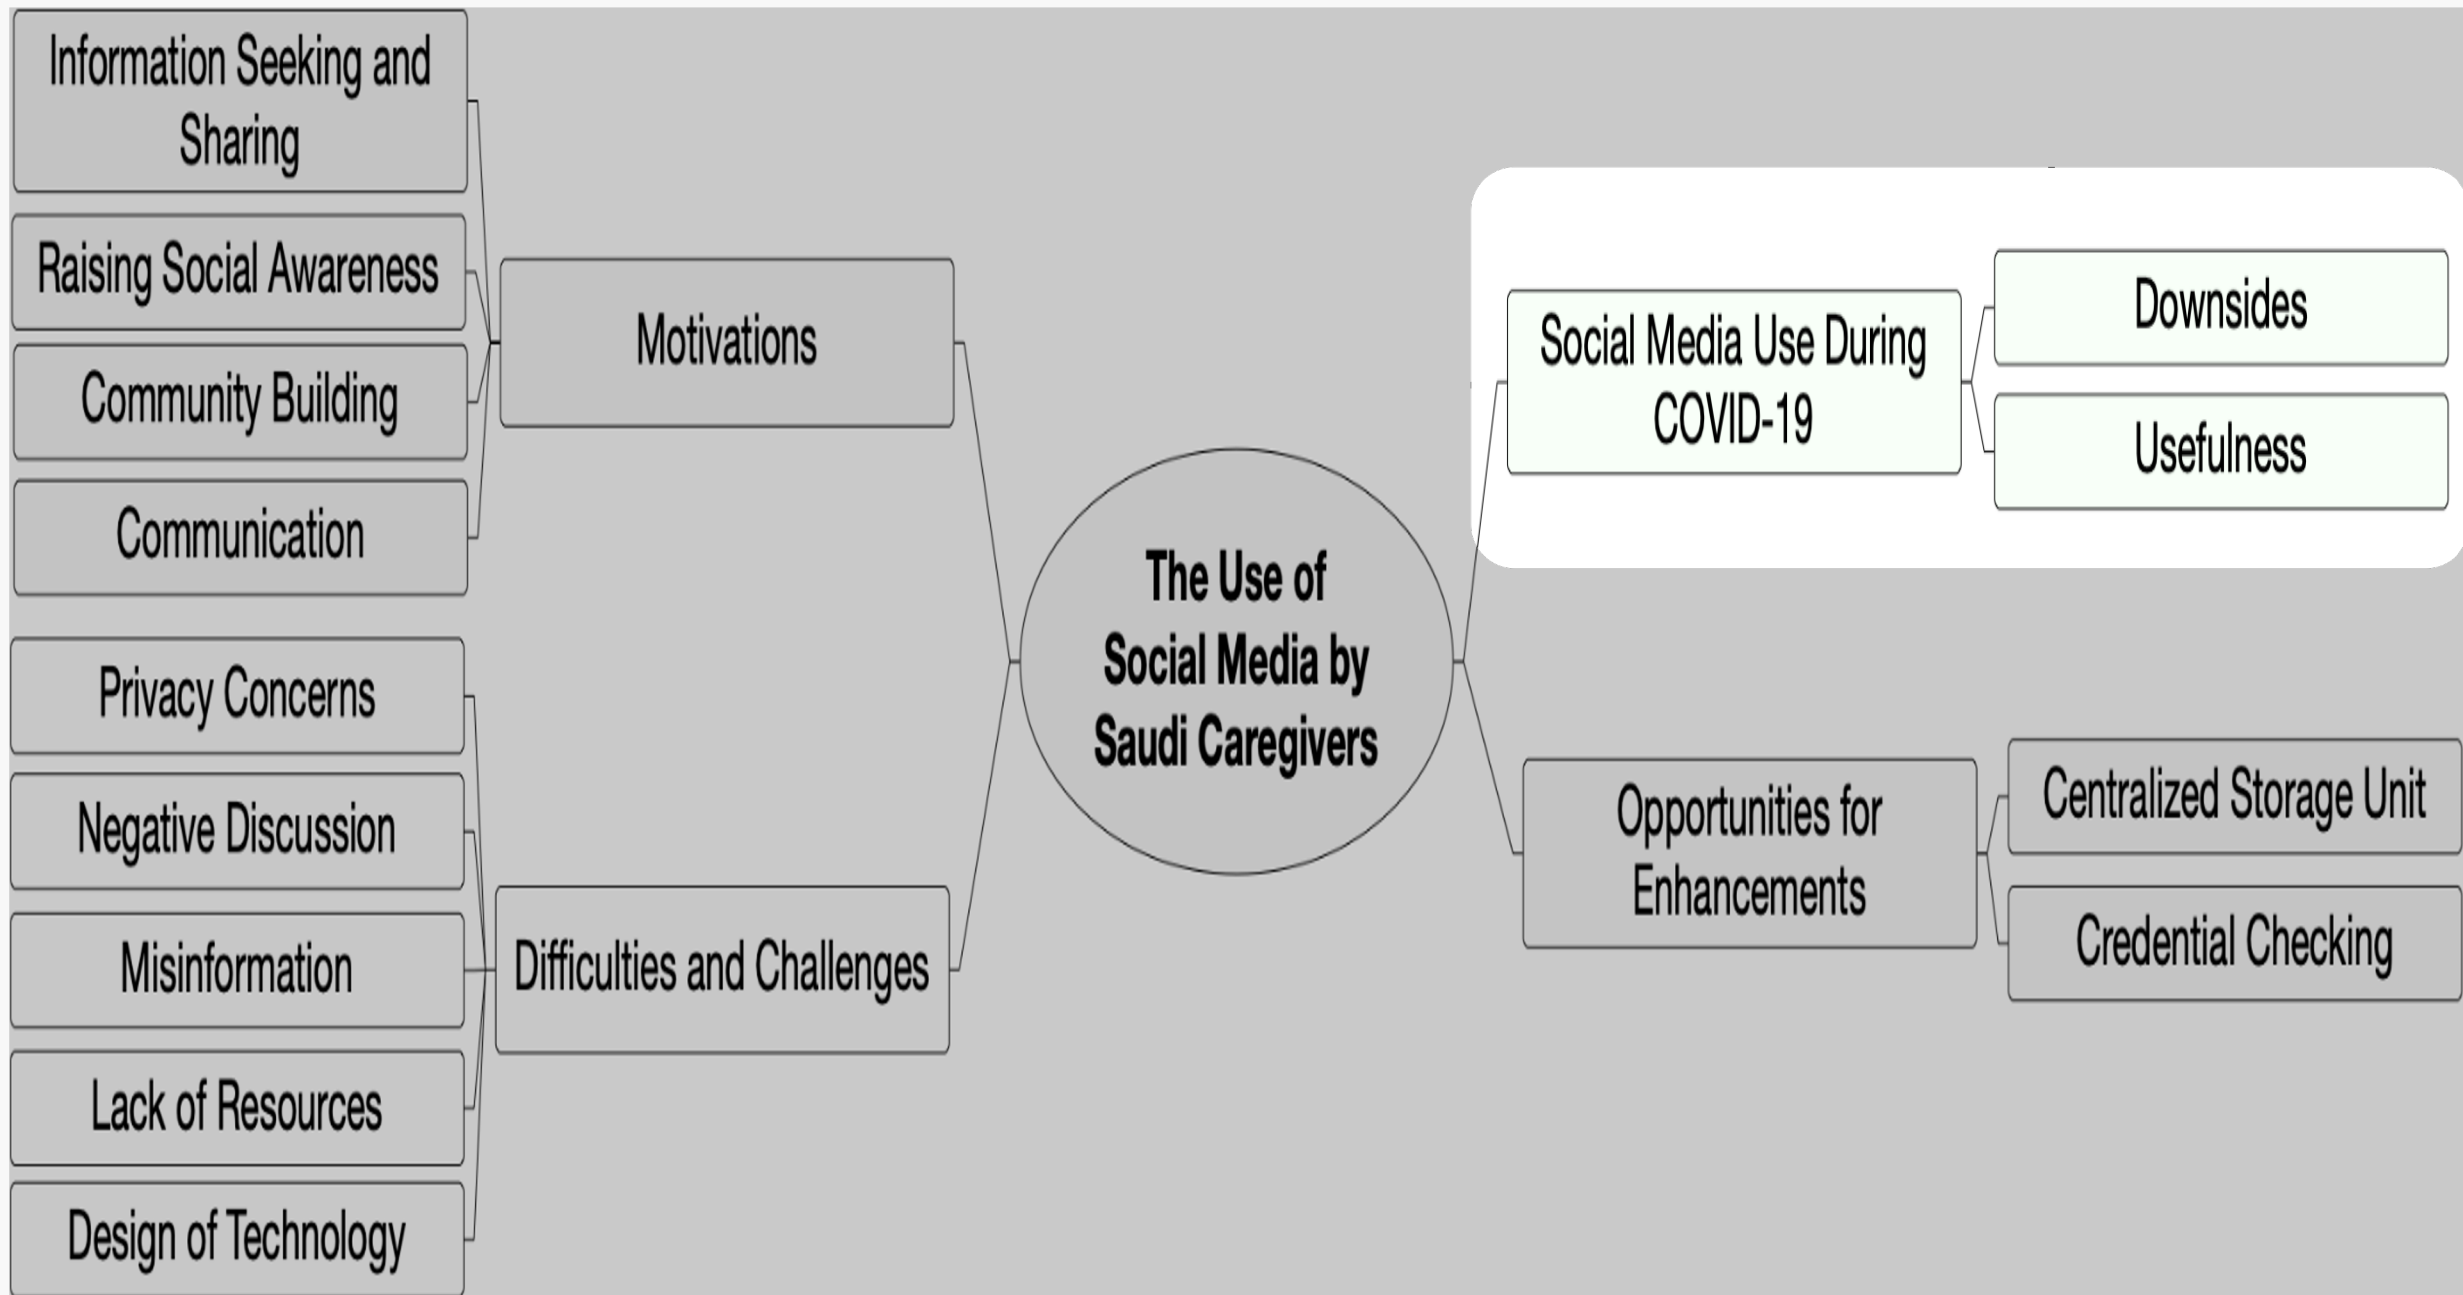 Information Seeking and
Sharing
Raising Social Awareness
Community Building
Communication
Motivations
Privacy Concerns
Negative Discussion
Misinformation
Lack of Resources
Design of Technology
Difficulties and Challenges
The Use of
Social Media by
Saudi Caregivers
Social Media Use During
COVID-19
Downsides
Usefulness
Opportunities for
Enhancements
Centralized Storage Unit
Credential Checking